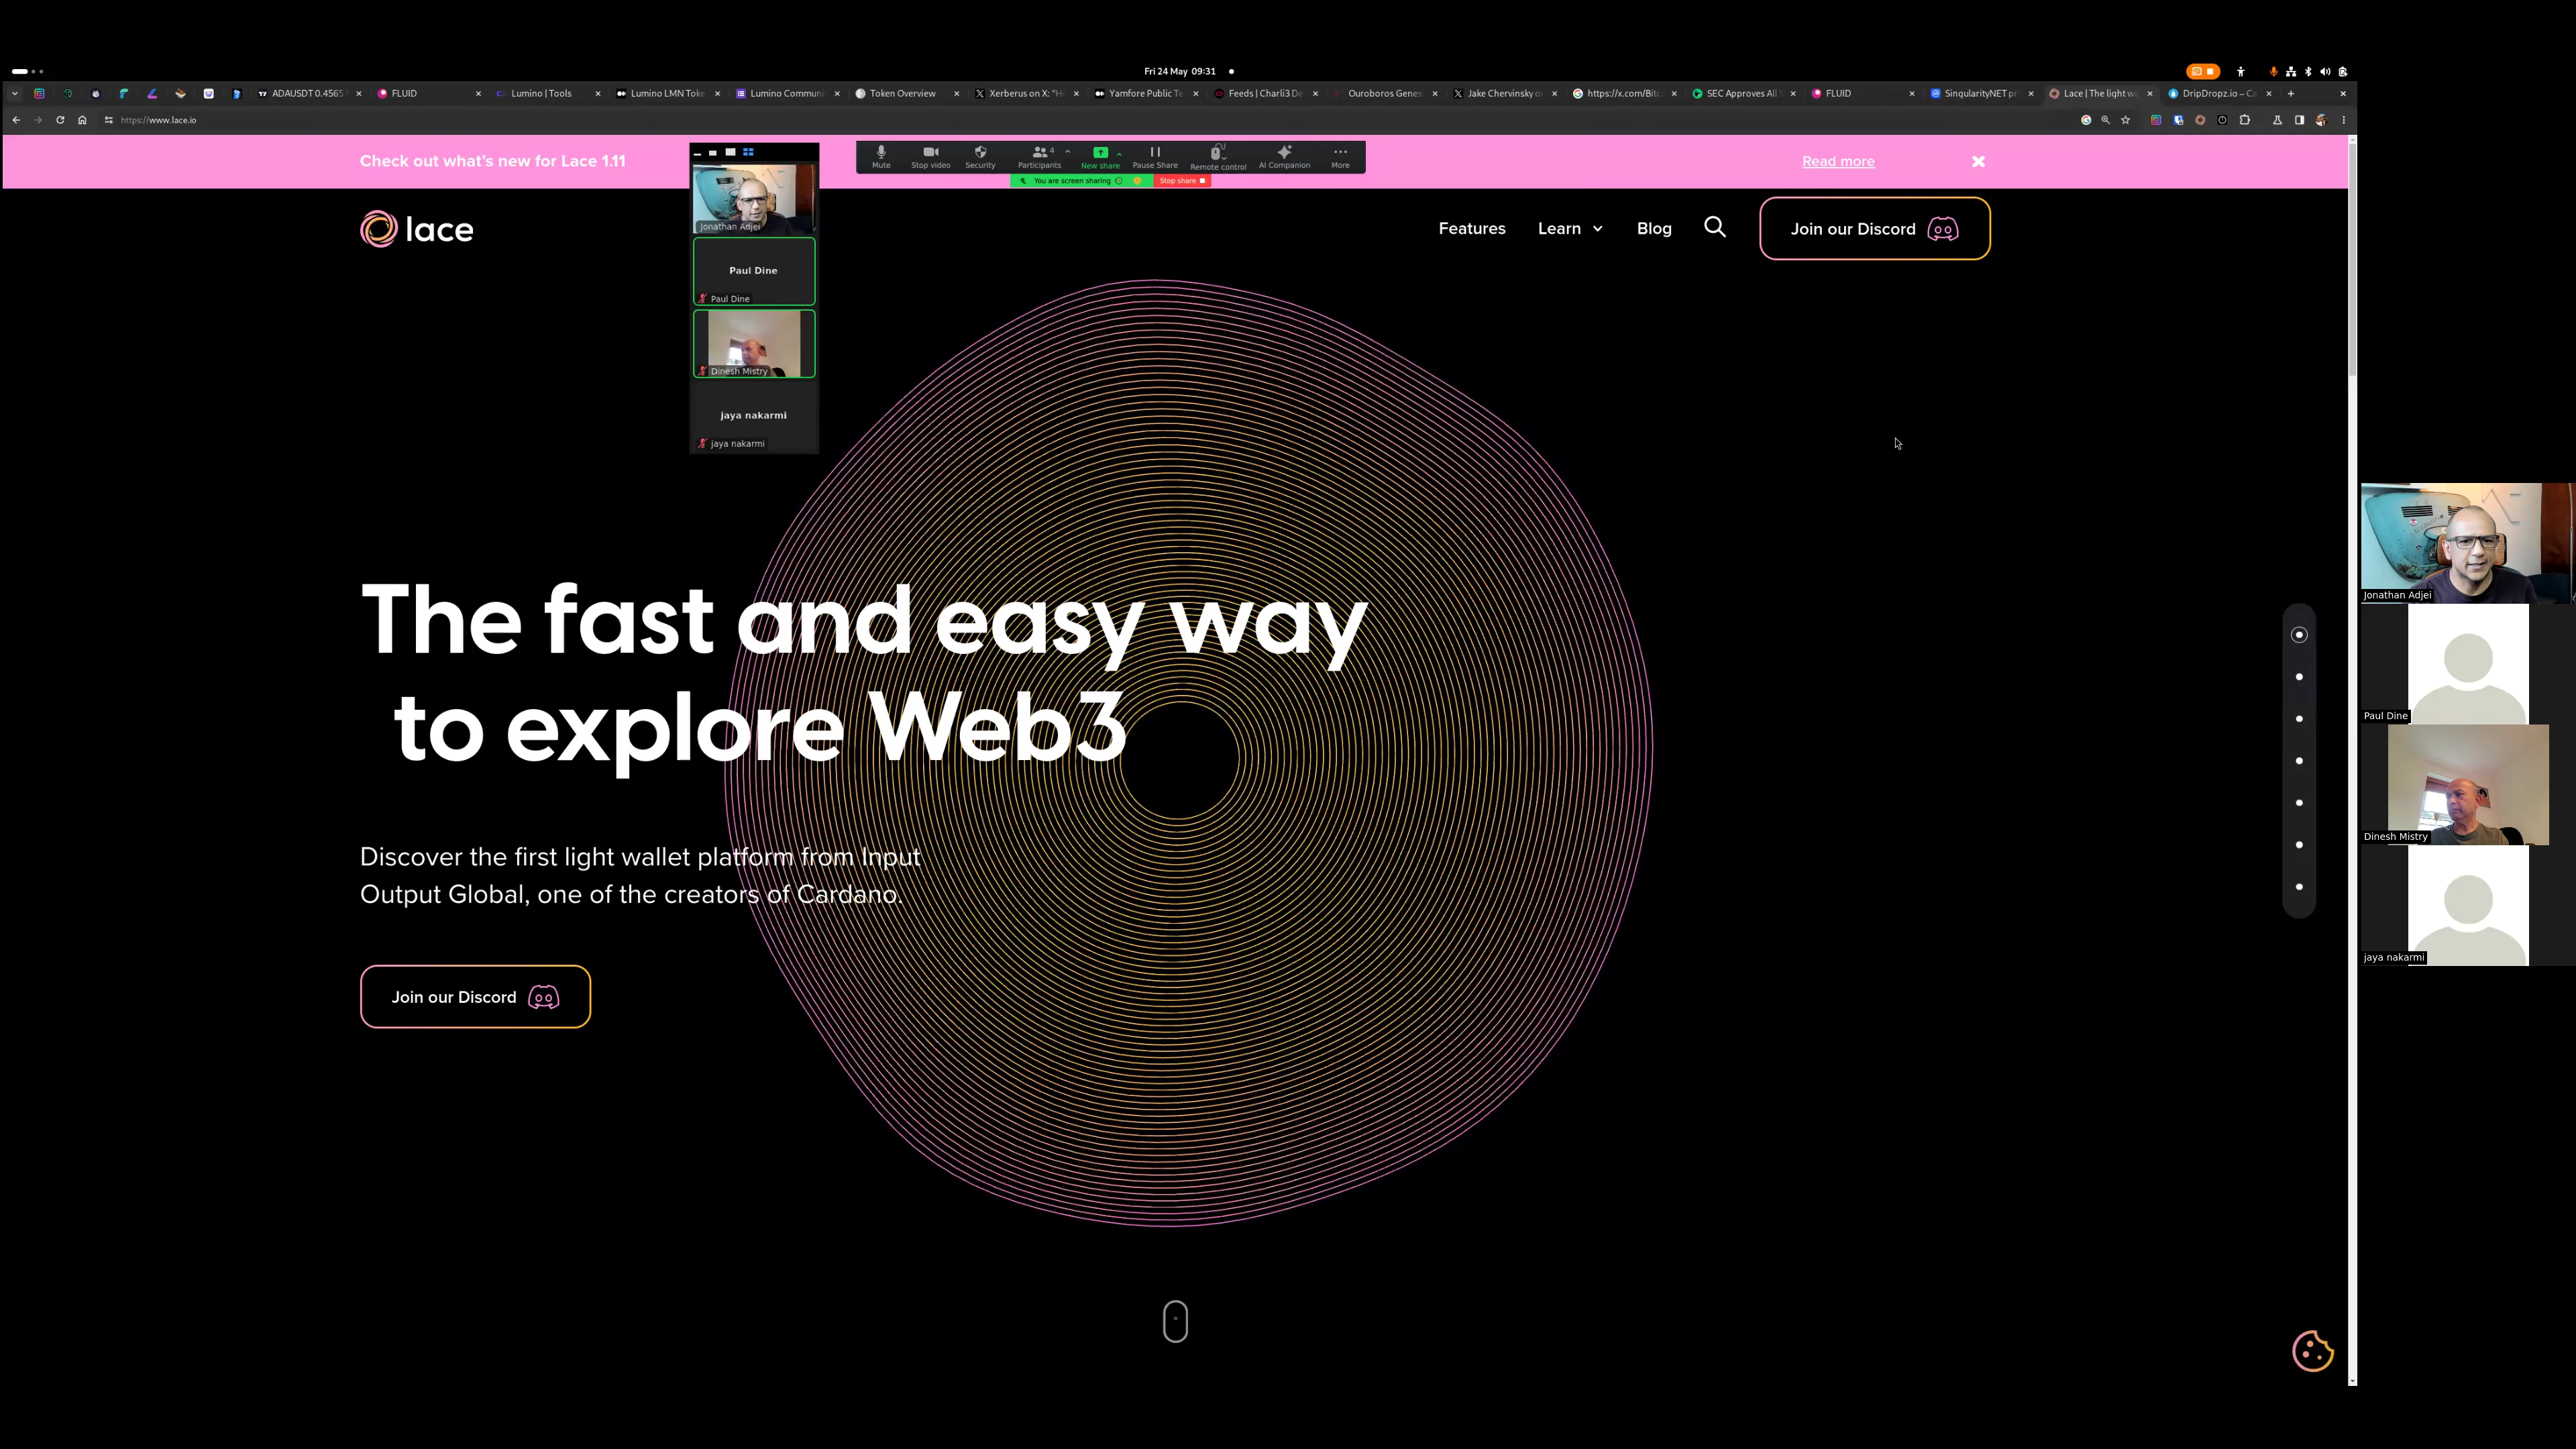 Fri 24 May 09:31
ADAUSDT 0.4565
FLUID
Lumino | Tools
Lumino LMN Toke
Lumino Communi
Token Overview
Xerberus on X: "H
Yamfore Public Te
Feeds | Charli3 De
Ouroboros Genes
Jake Chervinsky o
https://x.com/Bitc
SEC Approves All
FLUID
SingularityNET pr
Lace | The light wa
DripDropz.io – Ca
https://www.lace.io
Check out what's new for Lace 1.11
Read more
Mute
Stop video
Security
Participants
4
New share
Pause Share
Remote control
AI Companion
More
You are screen sharing
Stop share
lace
Features
Learn
Blog
Join our Discord
Jonathan Adjei
Paul Dine
Paul Dine
Dinesh Mistry
jaya nakarmi
jaya nakarmi
The fast and easy way
to explore Web3
Discover the first light wallet platform from Input
Output Global, one of the creators of Cardano.
Join our Discord
Jonathan Adjei
Paul Dine
Dinesh Mistry
jaya nakarmi